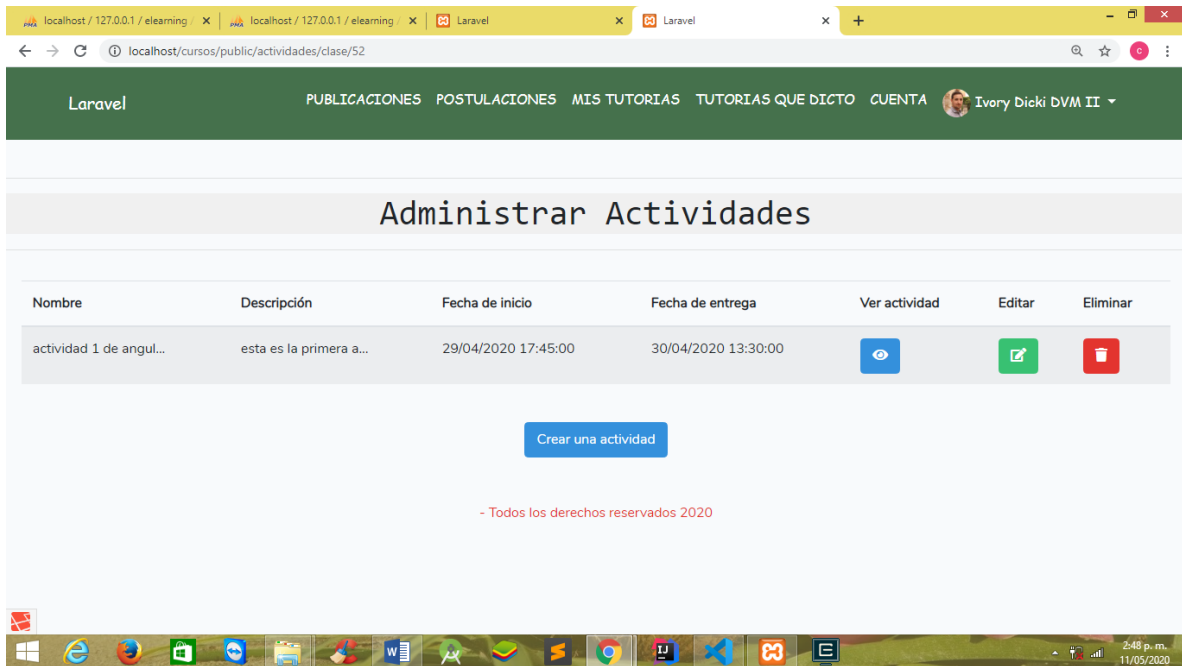 localhost / 127.0.0.1 / elearning /
localhost / 127.0.0.1 / elearning /
Laravel
Laravel
localhost/cursos/public/actividades/clase/52
C
Laravel
PUBLICACIONES POSTULACIONES MIS TUTORIAS TUTORIAS QUE DICTO CUENTA Ivory Dicki DVM II
Administrar Actividades
Nombre Descripción Fecha de inicio Fecha de entrega Ver actividad Editar Eliminar
actividad 1 de angul... esta es la primera a... 29/04/2020 17:45:00 30/04/2020 13:30:00
Crear una actividad
- Todos los derechos reservados 2020
2:48 p. m.
11/05/2020